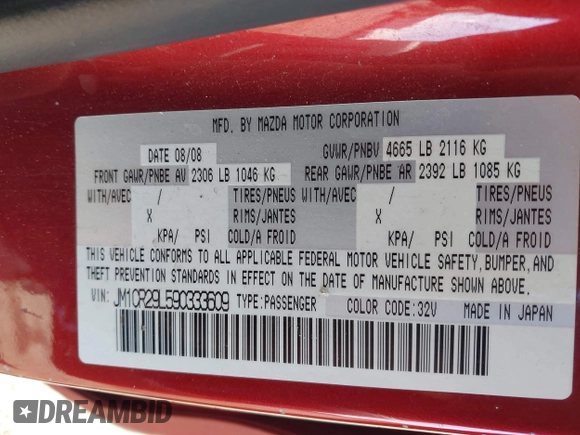 MFD. BY MAZDA MOTOR CORPORATION
DATE 08/08 GVWR/PNBV 4665 LB 2116 KG
FRONT GAWR/PNBE AV 2306 LB 1046 KG REAR GAWR/PNBE AR 2392 LB 1085 KG
WITH/AVEC / TIRES/PNEUS WITH/AVEC / TIRES/PNEUS
X RIMS/JANTES X RIMS/JANTES
KPA/ PSI COLD/A FROID KPA/ PSI COLD/A FROID
THIS VEHICLE CONFORMS TO ALL APPLICABLE FEDERAL MOTOR VEHICLE SAFETY, BUMPER, AND
THEFT PREVENTION STANDARDS IN EFFECT ON THE DATE OF MANUFACTURE SHOWN ABOVE.
VIN: JM1CR29L590333609 TYPE:PASSENGER COLOR CODE:32V MADE IN JAPAN
DREAMBID